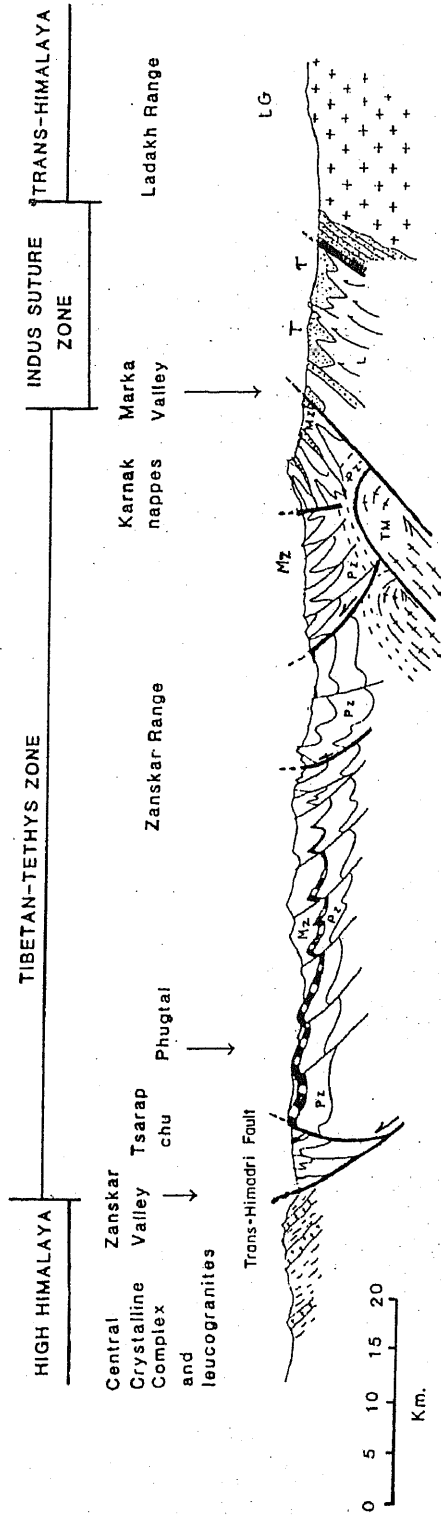 HIGH HIMALAYA
TIBETAN-TETHYS ZONE
INDUS SUTURE
ZONE
TRANS-HIMALAYA
Central
Crystalline
Complex
and
leucogranites
Zanskar
Valley
Tsarap
chu
Phugtal
Zanskar Range
Karnak
nappes
Marka
Valley
Ladakh Range
Trans-Himadri Fault
Pz
Mz
Pz
Pz
Mz
Pz
TM
Pz
Mz
L
T
T
LG
0 5 10 15 20
Km.